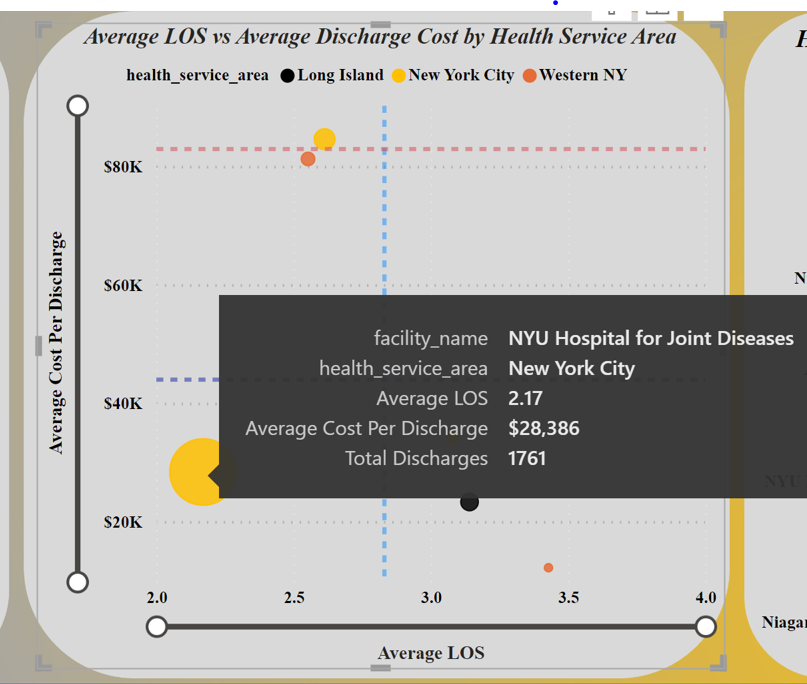 Average LOS vs Average Discharge Cost by Health Service Area
H
health_service_area Long Island New York City Western NY
$80K
$60K
$40K
$20K
Average Cost Per Discharge
N
facility_name NYU Hospital for Joint Diseases
health_service_area New York City
Average LOS 2.17
Average Cost Per Discharge $28,386
Total Discharges 1761
NYU
2.0 2.5 3.0 3.5 4.0
Niagar
Average LOS